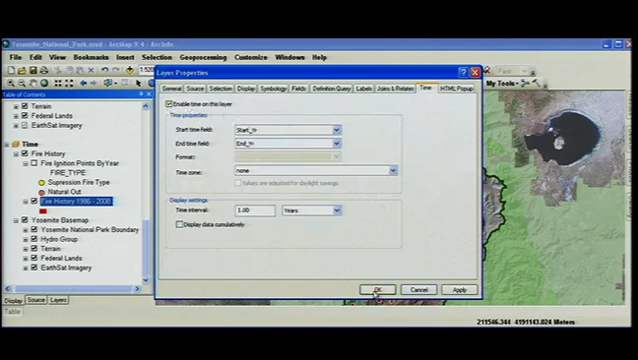 Yosemite_National_Park.mxd - ArcMap 9.4 - ArcInfo
File Edit View Bookmarks Insert Selection Geoprocessing Customize Windows Help
Layer Properties
Fast
My Tools
Table of Contents
Terrain
Federal Lands
EarthSat Imagery
Time
Fire History
Fire Ignition Points ByYear
FIRE_TYPE
Supression Fire Type
Natural Out
Fire History 1986 - 2008
Yosemite Basemap
Yosemite National Park Boundary
Hydro Group
Terrain
Federal Lands
EarthSat Imagery
Display Source Layers
Table
General Source Selection Display Symbology Fields Definition Query Labels Joins & Relates Time HTML Popup
Enable time on this layer
Time properties
Start time field: Start_Yr
End time field: End_Yr
Format:
Time zone: none
Values are adjusted for daylight savings
Display settings
Time interval: 1.00 Years
Display data cumulatively
OK Cancel Apply
211546.344 4191143.824 Meters